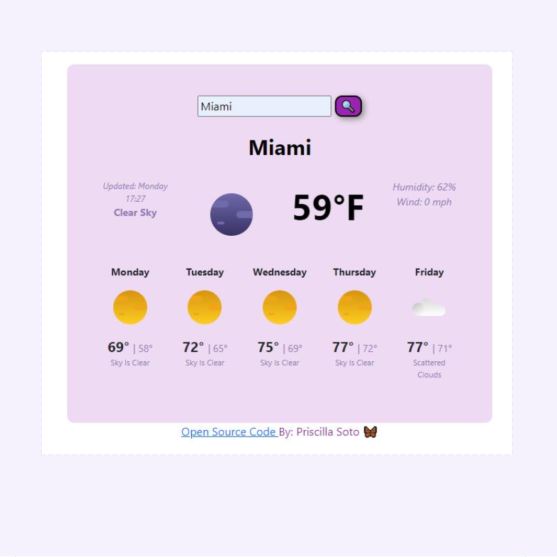 Miami
Miami
Updated: Monday
17:27
Clear Sky
59°F
Humidity: 62%
Wind: 0 mph
Monday Tuesday Wednesday Thursday Friday
69° | 58° 72° | 65° 75° | 69° 77° | 72° 77° | 71°
Sky Is Clear Sky Is Clear Sky Is Clear Sky Is Clear Scattered
Clouds
Open Source Code By: Priscilla Soto